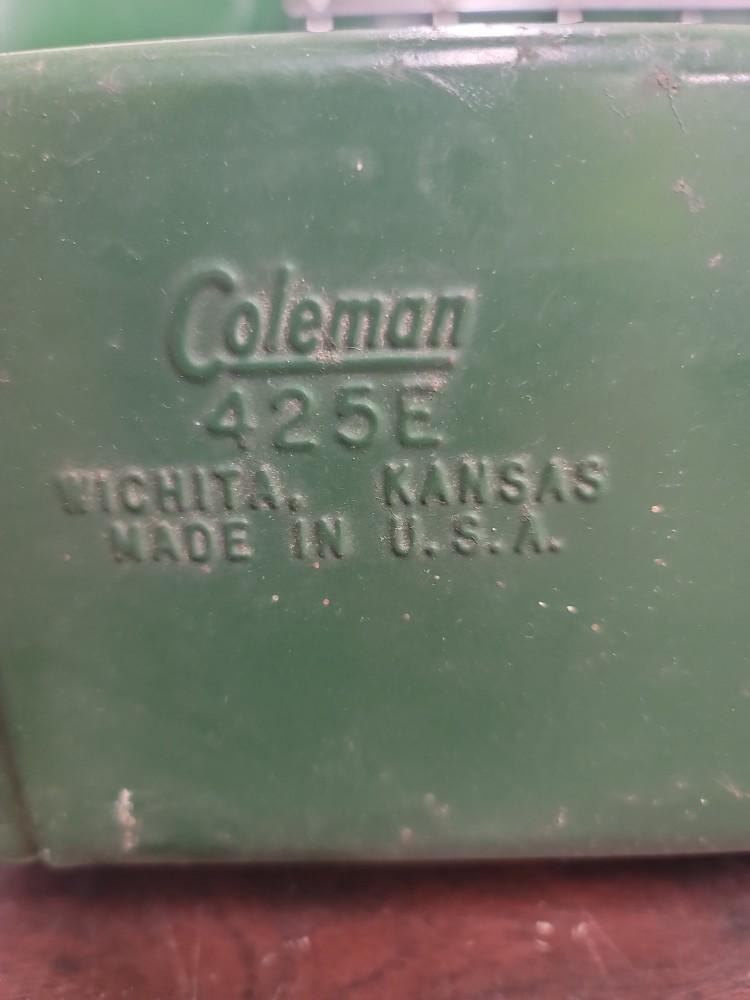 Coleman
425E
WICHITA, KANSAS
MADE IN U.S.A.